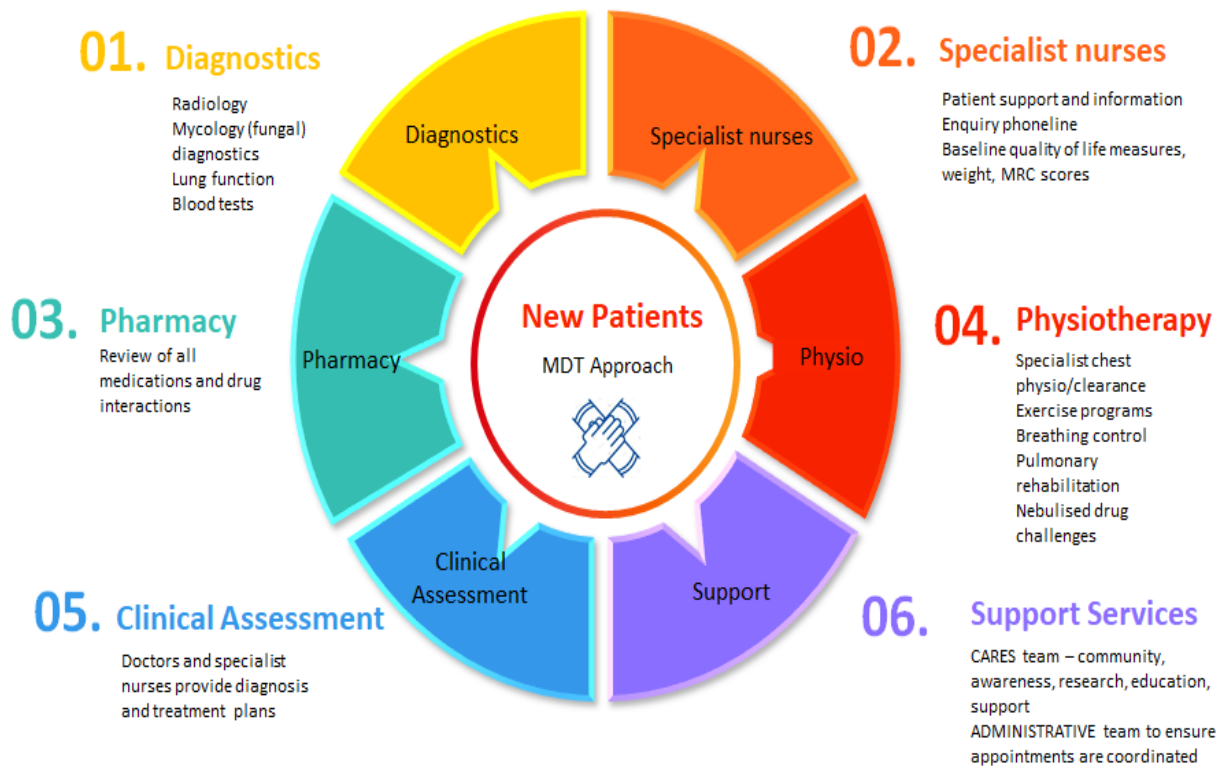 01. Diagnostics
Radiology
Mycology (fungal)
diagnostics
Lung function
Blood tests
Diagnostics
02. Specialist nurses
Patient support and information
Enquiry phoneline
Baseline quality of life measures,
weight, MRC scores
Specialist nurses
03. Pharmacy
Review of all
medications and drug
interactions
Pharmacy
New Patients
MDT Approach
Physio
04. Physiotherapy
Specialist chest
physio/clearance
Exercise programs
Breathing control
Pulmonary
rehabilitation
Nebulised drug
challenges
05. Clinical Assessment
Doctors and specialist
nurses provide diagnosis
and treatment plans
Clinical
Assessment
Support
06. Support Services
CARES team – community,
awareness, research, education,
support
ADMINISTRATIVE team to ensure
appointments are coordinated